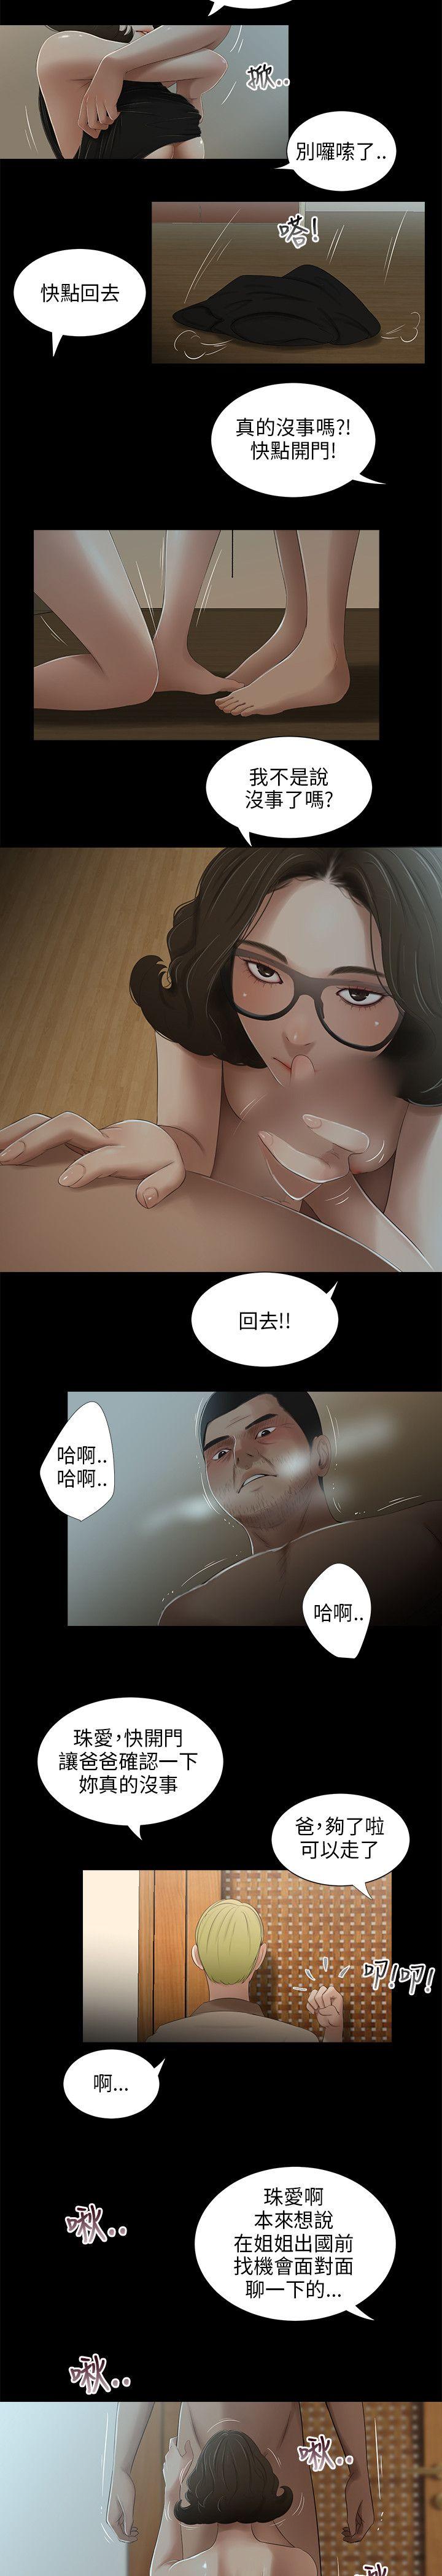 掀..
別囉嗦了..
嗒!
快點回去
真的沒事嗎?!
快點開門!
我不是說
沒事了嗎?
回去!!
哈啊..
哈啊..
哈啊..
珠愛,快開門
讓爸爸確認一下
妳真的沒事
爸,夠了啦
可以走了
叩!叩!
啊...
啾..
珠愛啊
本來想說
在姐姐出國前
找機會面對面
聊一下的...
啾..
啾..